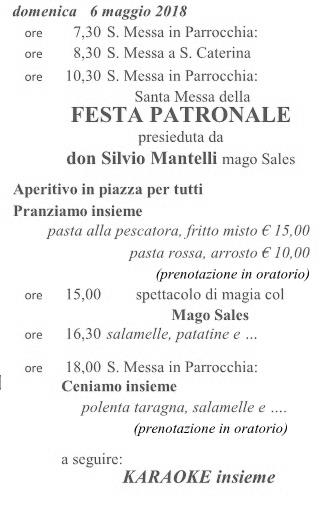 domenica 6 maggio 2018
ore 7,30 S. Messa in Parrocchia:
ore 8,30 S. Messa a S. Caterina
ore 10,30 S. Messa in Parrocchia:
Santa Messa della
FESTA PATRONALE
presieduta da
don Silvio Mantelli mago Sales
Aperitivo in piazza per tutti
Pranziamo insieme
pasta alla pescatora, fritto misto € 15,00
pasta rossa, arrosto € 10,00
(prenotazione in oratorio)
ore 15,00 spettacolo di magia col
Mago Sales
ore 16,30 salamelle, patatine e ...
ore 18,00 S. Messa in Parrocchia:
Ceniamo insieme
polenta taragna, salamelle e ....
(prenotazione in oratorio)
a seguire:
KARAOKE insieme